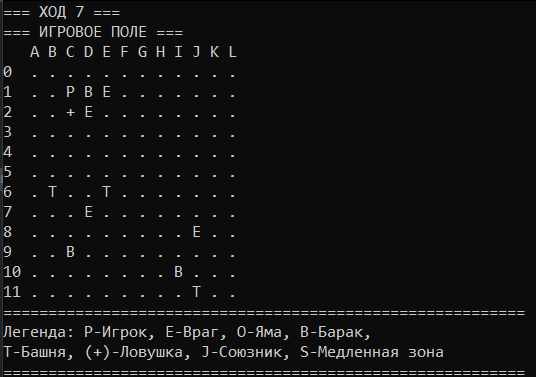 === ХОД 7 ===
=== ИГРОВОЕ ПОЛЕ ===
   A B C D E F G H I J K L
0  . . . . . . . . . . . .
1  . . P B E . . . . . . .
2  . . + E . . . . . . . .
3  . . . . . . . . . . . .
4  . . . . . . . . . . . .
5  . . . . . . . . . . . .
6  . T . . T . . . . . . .
7  . . . E . . . . . . . .
8  . . . . . . . . . E . .
9  . . B . . . . . . . . .
10 . . . . . . . . B . . .
11 . . . . . . . . . T . .
==========================================================
Легенда: P-Игрок, E-Враг, O-Яма, B-Барак,
T-Башня, (+)-Ловушка, J-Союзник, S-Медленная зона
==========================================================